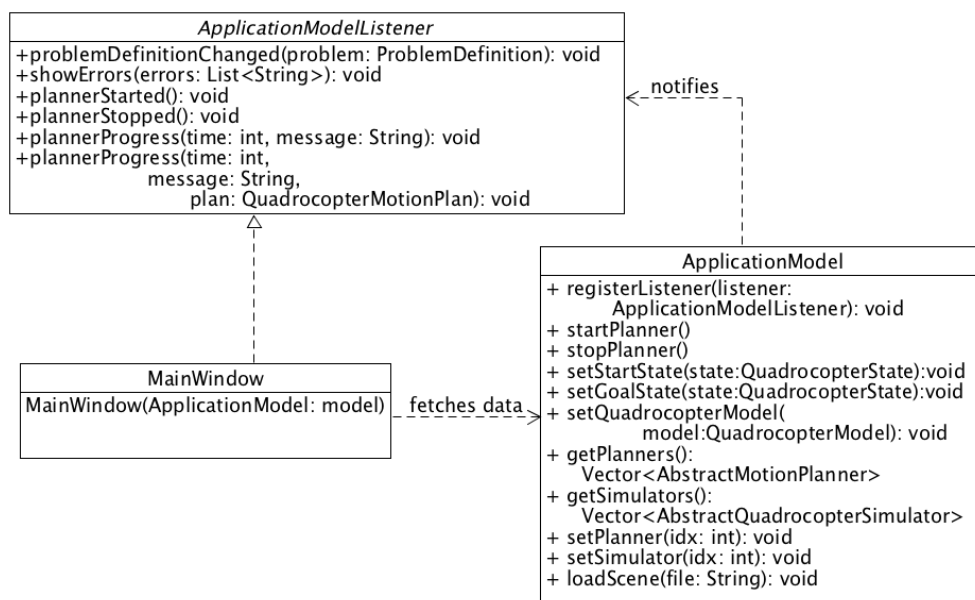 ApplicationModelListener
+problemDefinitionChanged(problem: ProblemDefinition): void
+showErrors(errors: List<String>): void
+plannerStarted(): void
+plannerStopped(): void
+plannerProgress(time: int, message: String): void
+plannerProgress(time: int,
message: String,
plan: QuadrocopterMotionPlan): void
notifies
MainWindow
MainWindow(ApplicationModel: model)
fetches data
ApplicationModel
+ registerListener(listener:
ApplicationModelListener): void
+ startPlanner()
+ stopPlanner()
+ setStartState(state:QuadrocopterState):void
+ setGoalState(state:QuadrocopterState):void
+ setQuadrocopterModel(
model:QuadrocopterModel): void
+ getPlanners():
Vector<AbstractMotionPlanner>
+ getSimulators():
Vector<AbstractQuadrocopterSimulator>
+ setPlanner(idx: int): void
+ setSimulator(idx: int): void
+ loadScene(file: String): void